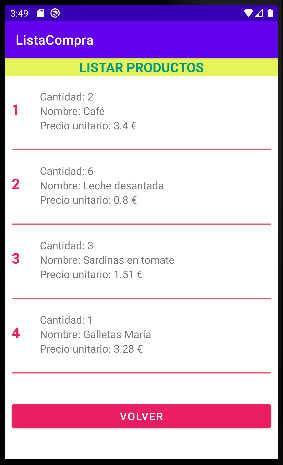 3:49
ListaCompra
LISTAR PRODUCTOS
1
Cantidad: 2
Nombre: Café
Precio unitario: 3.4 €
2
Cantidad: 6
Nombre: Leche desantada
Precio unitario: 0.8 €
3
Cantidad: 3
Nombre: Sardinas en tomate
Precio unitario: 1.51 €
4
Cantidad: 1
Nombre: Galletas María
Precio unitario: 3.28 €
VOLVER